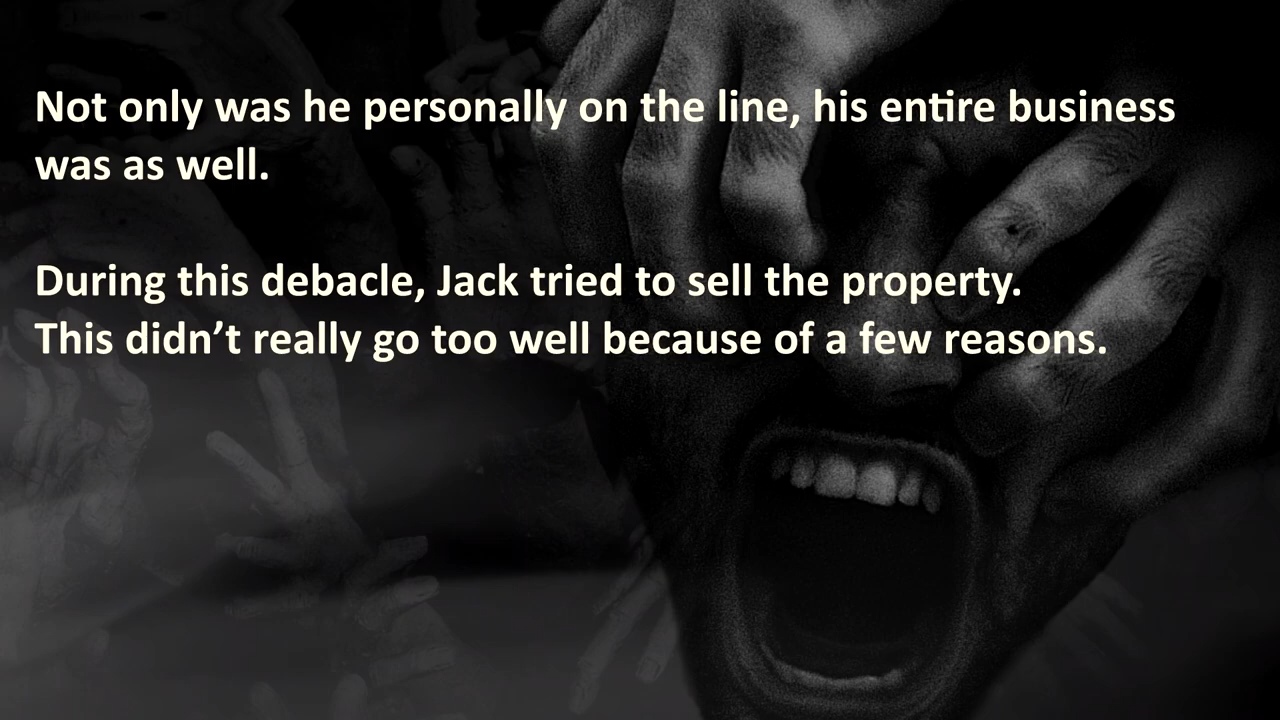 Not only was he personally on the line, his entire business
was as well.
During this debacle, Jack tried to sell the property.
This didn’t really go too well because of a few reasons.